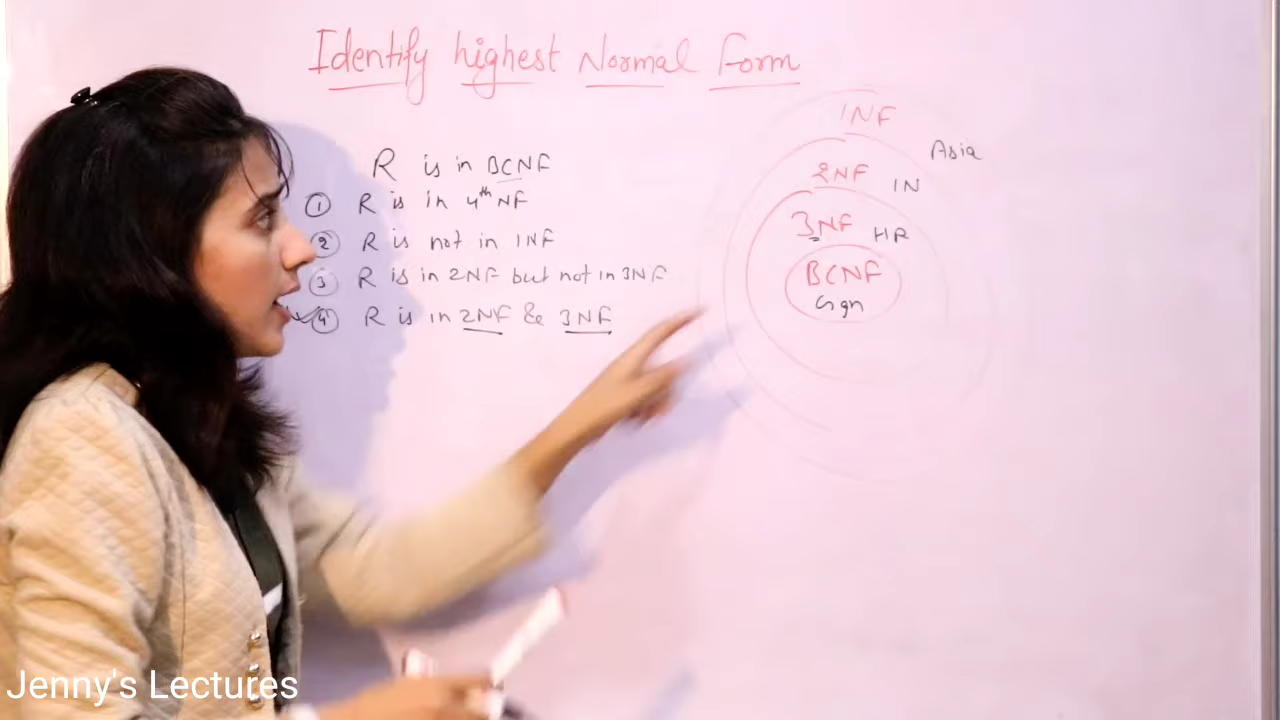 Identify highest Normal Form
R is in BCNF
① R is in 4th NF
② R is not in 1NF
③ R is in 2NF but not in 3NF
④ R is in 2NF & 3NF
1NF
Asia
2NF IN
3NF HR
BCNF
Ggn
Jenny's Lectures